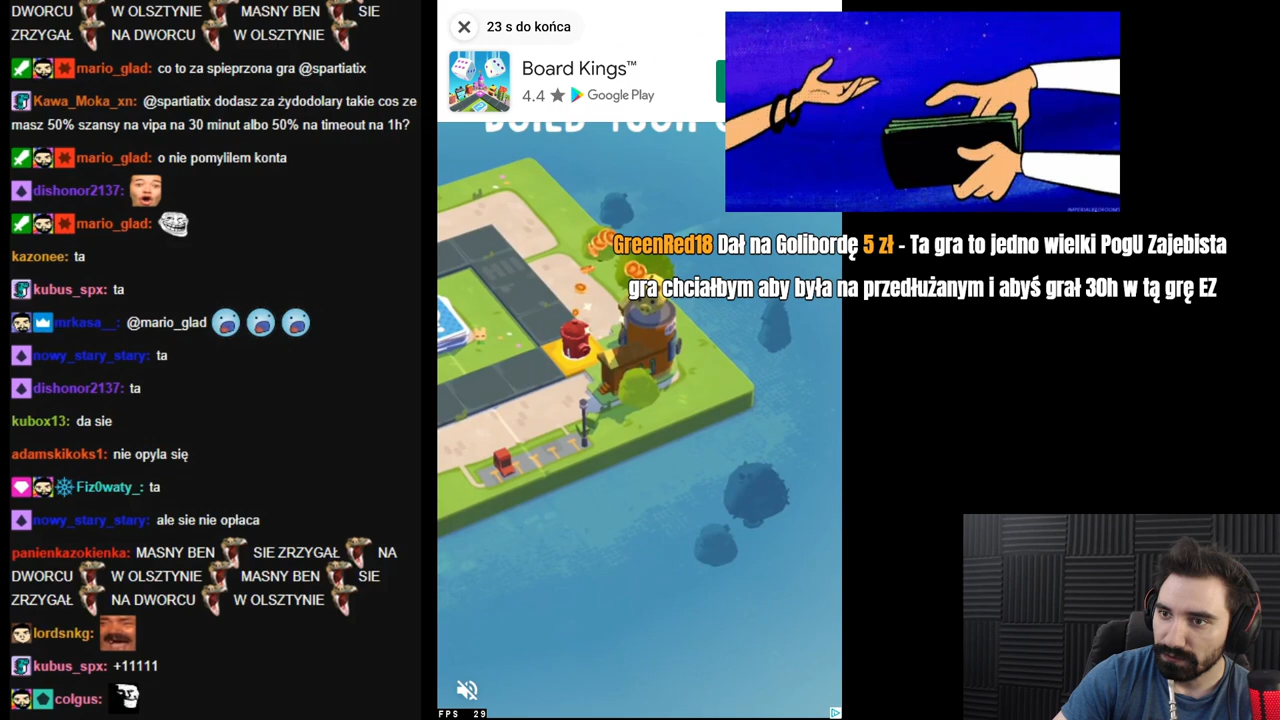 DWORCU W OLSZTYNIE MASNY BEN SIE
ZRZYGAŁ NA DWORCU W OLSZTYNIE
mario_glad: co to za spieprzona gra @spartiatix
Kawa_Moka_xn: @spartiatix dodasz za żydodolary takie cos ze
masz 50% szansy na vipa na 30 minut albo 50% na timeout na 1h?
mario_glad: o nie pomylilem konta
dishonor2137:
mario_glad:
kazonee: ta
kubus_spx: ta
mrkasa__: @mario_glad
nowy_stary_stary: ta
dishonor2137: ta
kubox13: da sie
adamskikoks1: nie opyla się
Fiz0waty_: ta
nowy_stary_stary: ale sie nie opłaca
panienkazokienka: MASNY BEN SIE ZRZYGAŁ NA
DWORCU W OLSZTYNIE MASNY BEN SIE
ZRZYGAŁ NA DWORCU W OLSZTYNIE
lordsnkg:
kubus_spx: +11111
colgus:
23 s do końca
Board Kings™
4.4 ★ Google Play
BUILD YOUR
GreenRed18 Dał na Golibordę 5 zł - Ta gra to jedno wielki PogU Zajebista
gra chciałbym aby była na przedłużanym i abyś grał 30h w tą grę EZ
FPS 29